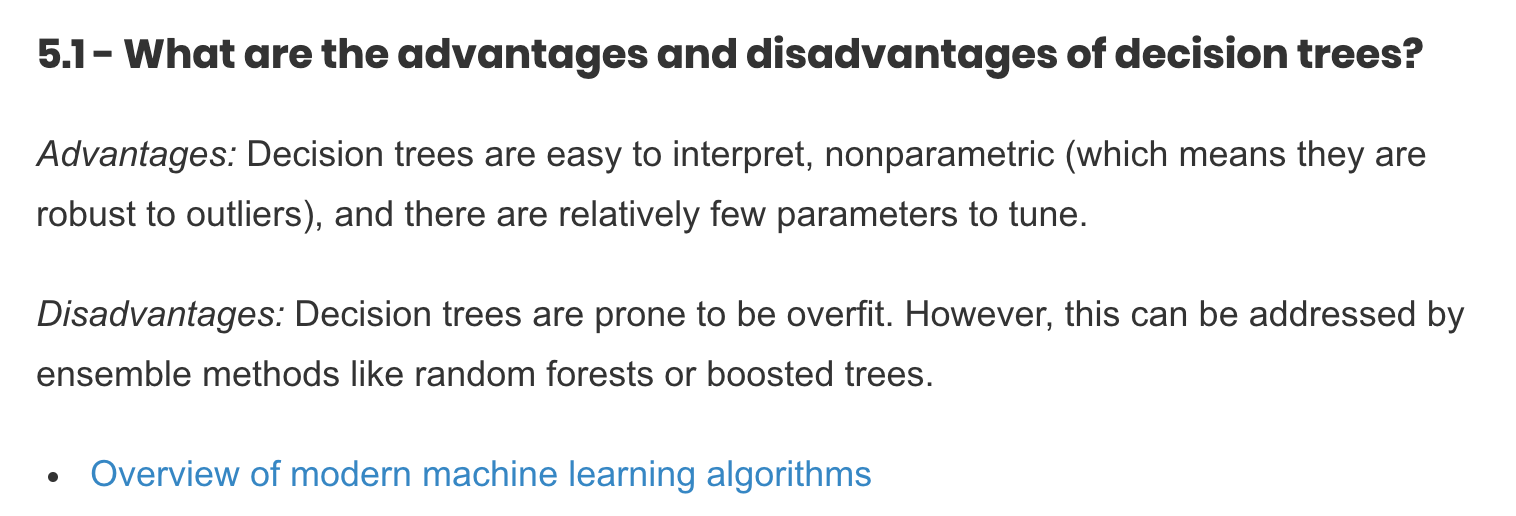 5.1 - What are the advantages and disadvantages of decision trees?
Advantages: Decision trees are easy to interpret, nonparametric (which means they are
robust to outliers), and there are relatively few parameters to tune.
Disadvantages: Decision trees are prone to be overfit. However, this can be addressed by
ensemble methods like random forests or boosted trees.
• Overview of modern machine learning algorithms